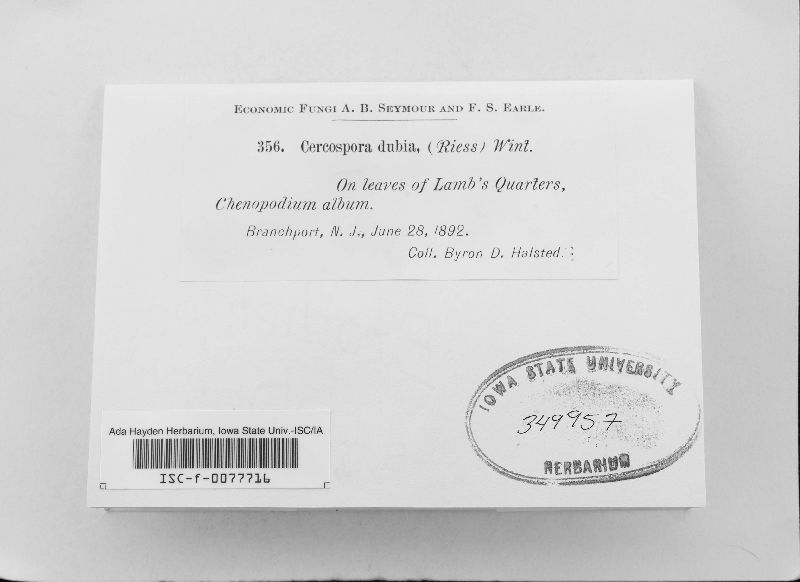 Economic Fungi A. B. Seymour and F. S. Earle.
356. Cercospora dubia, (Riess) Wint.
On leaves of Lamb's Quarters,
Chenopodium album.
Branchport, N. J., June 28, 1892.
Coll. Byron D. Halsted.
IOWA STATE UNIVERSITY
349957
HERBARIUM
Ada Hayden Herbarium, Iowa State Univ.-ISC/IA
ISC-f-0077716